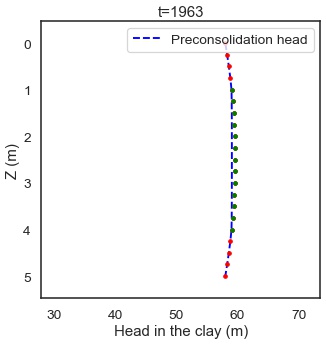 t=1963
Preconsolidation head
0
1
2
3
4
5
Z (m)
30 40 50 60 70
Head in the clay (m)